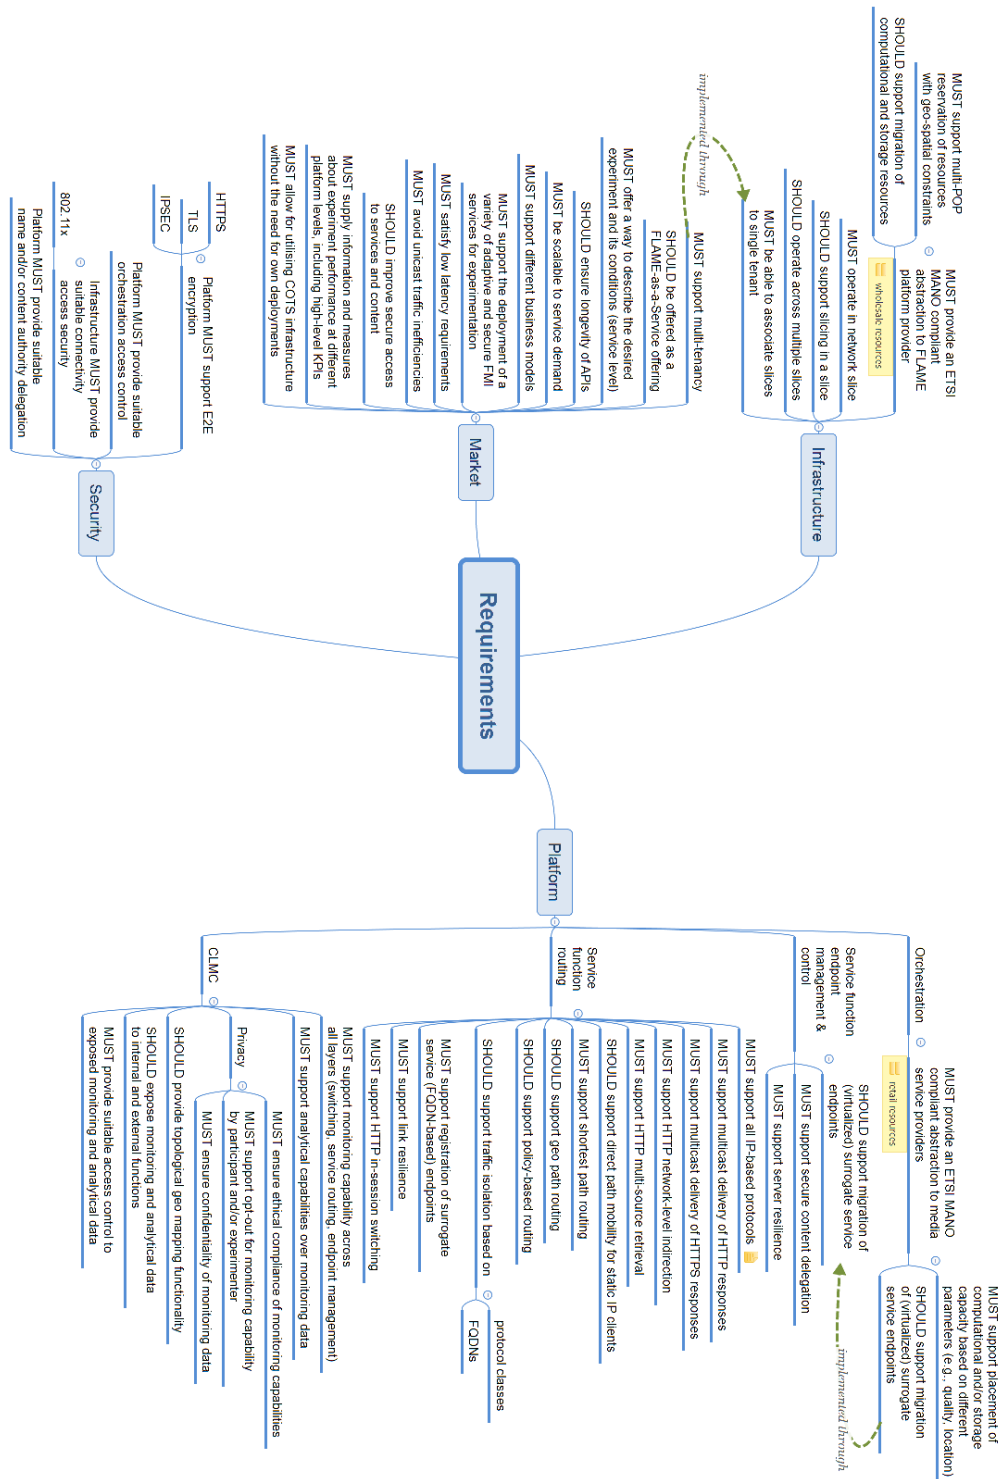 Requirements
Infrastructure
MUST provide an ETSI
MANO compliant
abstraction to FLAME
platform provider
wholesale resources
MUST support multi-POP
reservation of resources
with geo-spatial constraints
SHOULD support migration of
computational and storage resources
MUST operate in network slice
SHOULD support slicing in a slice
SHOULD operate across multiple slices
MUST be able to associate slices
to single tenant
implemented through
Market
MUST support multi-tenancy
SHOULD be offered as a
FLAME-as-a-Service offering
MUST offer a way to describe the desired
experiment and its conditions (service level)
SHOULD ensure longevity of APIs
MUST be scalable to service demand
MUST support different business models
MUST support the deployment of a
variety of adaptive and secure FMI
services for experimentation
MUST satisfy low latency requirements
MUST avoid unicast traffic inefficiencies
SHOULD improve secure access
to services and content
MUST supply information and measures
about experiment performance at different
platform levels, including high-level KPIs
MUST allow for utilising COTS infrastructure
without the need for own deployments
Security
Platform MUST support E2E
encryption
HTTPS
TLS
IPSEC
Platform MUST provide suitable
orchestration access control
Infrastructure MUST provide
suitable connectivity
access security
802.11x
Platform MUST provide suitable
name and/or content authority delegation
Platform
Orchestration
MUST provide an ETSI MANO
compliant abstraction to media
service providers
retail resources
MUST support placement of
computational and/or storage
capacity based on different
parameters (e.g., quality, location)
SHOULD support migration
of (virtualized) surrogate
service endpoints
implemented through
Service function
endpoint
management &
control
SHOULD support migration of
(virtualized) surrogate service
endpoints
MUST support secure content delegation
MUST support server resilience
Service
function
routing
MUST support all IP-based protocols
MUST support multicast delivery of HTTP responses
MUST support multicast delivery of HTTPS responses
MUST support HTTP network-level indirection
MUST support HTTP multi-source retrieval
SHOULD support direct path mobility for static IP clients
MUST support shortest path routing
SHOULD support geo path routing
SHOULD support policy-based routing
SHOULD support traffic isolation based on
protocol classes
FQDNs
MUST support registration of surrogate
service (FQDN-based) endpoints
MUST support link resilience
MUST support HTTP in-session switching
CLMC
MUST support monitoring capability across
all layers (switching, service routing, endpoint management)
MUST support analytical capabilities over monitoring data
Privacy
MUST ensure ethical compliance of monitoring capabilities
MUST support opt-out for monitoring capability
by participant and/or experimenter
MUST ensure confidentiality of monitoring data
SHOULD provide topological geo mapping functionality
SHOULD expose monitoring and analytical data
to internal and external functions
MUST provide suitable access control to
exposed monitoring and analytical data